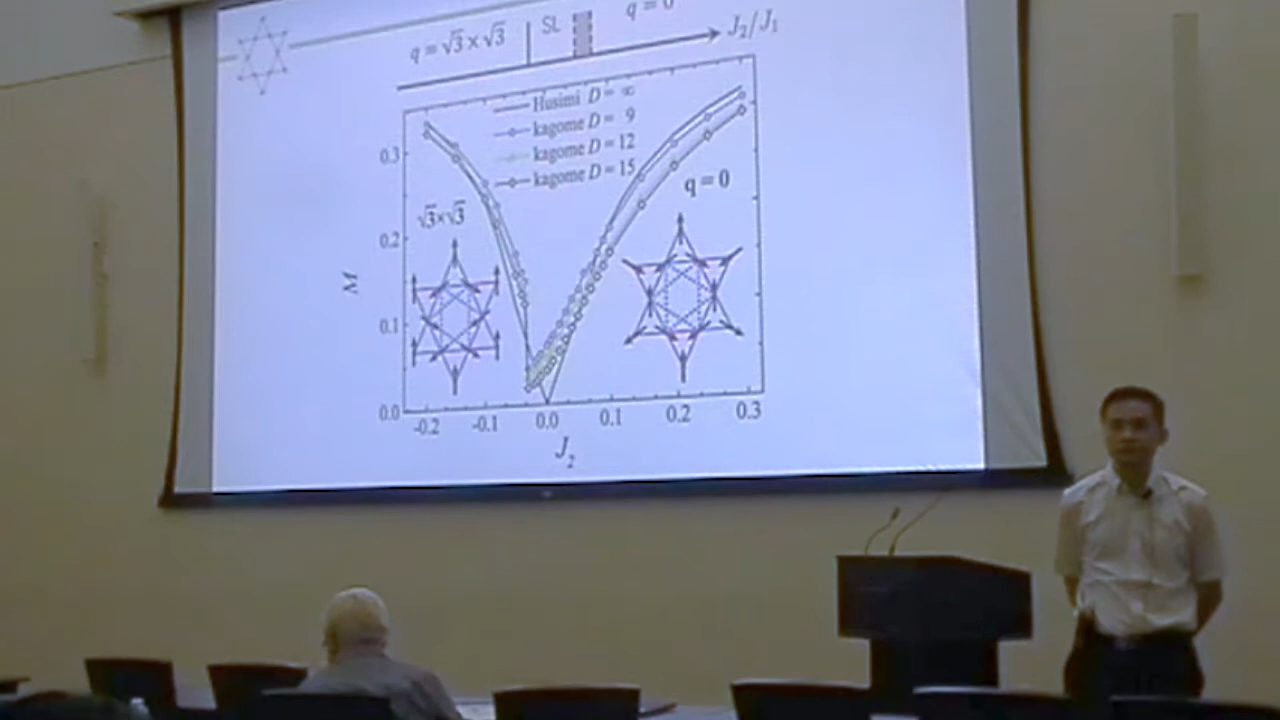 q = √3 x √3
SL
q = 0
J₂/J₁
Husimi D = ∞
kagome D = 9
kagome D = 12
kagome D = 15
0.3
0.2
0.1
0.0
M
√3×√3
q = 0
-0.2 -0.1 0.0 0.1 0.2 0.3
J₂